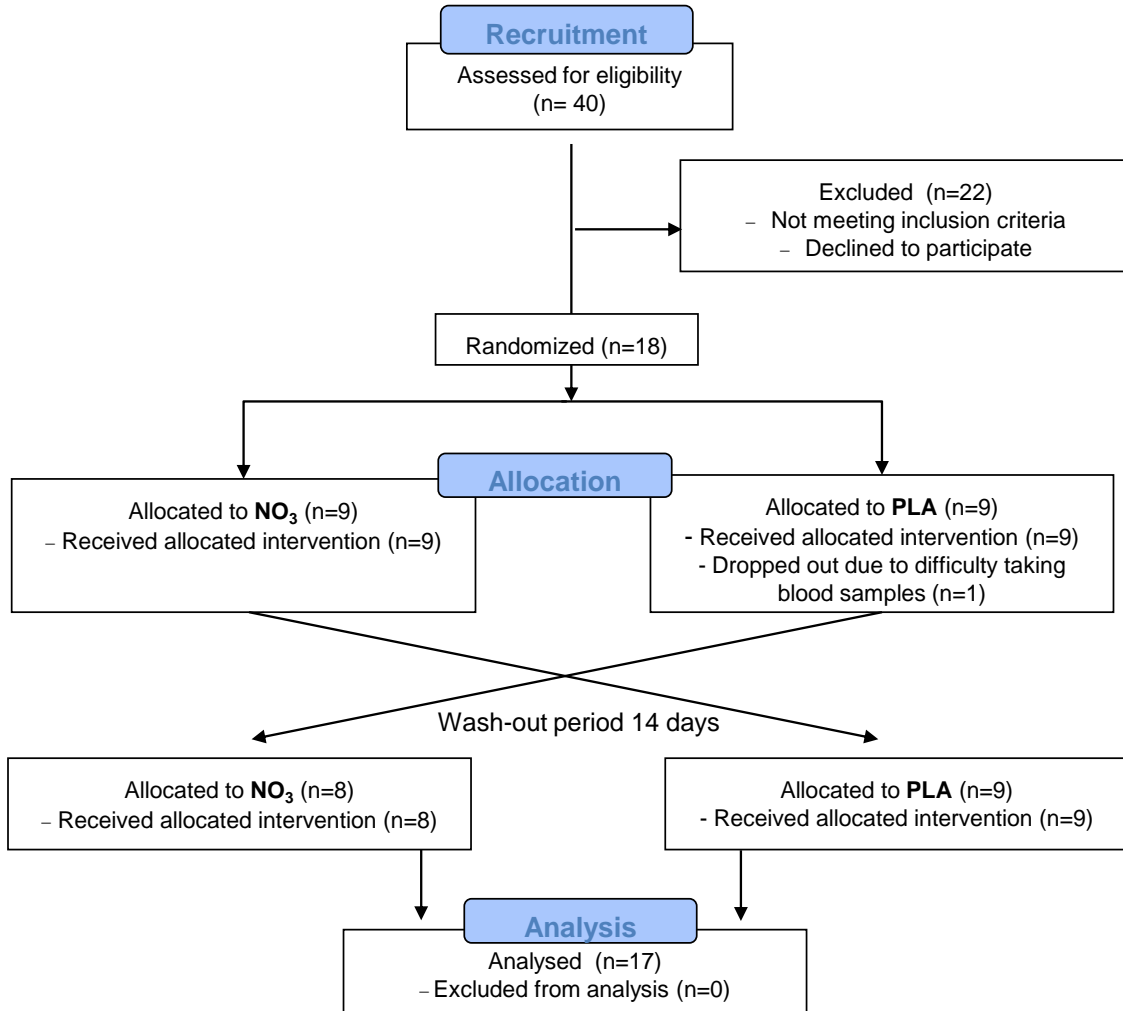 Recruitment
Assessed for eligibility
(n= 40)
Excluded (n=22)
– Not meeting inclusion criteria
– Declined to participate
Randomized (n=18)
Allocation
Allocated to NO₃ (n=9)
– Received allocated intervention (n=9)
Allocated to PLA (n=9)
- Received allocated intervention (n=9)
- Dropped out due to difficulty taking
blood samples (n=1)
Wash-out period 14 days
Allocated to NO₃ (n=8)
– Received allocated intervention (n=8)
Allocated to PLA (n=9)
- Received allocated intervention (n=9)
Analysis
Analysed (n=17)
– Excluded from analysis (n=0)